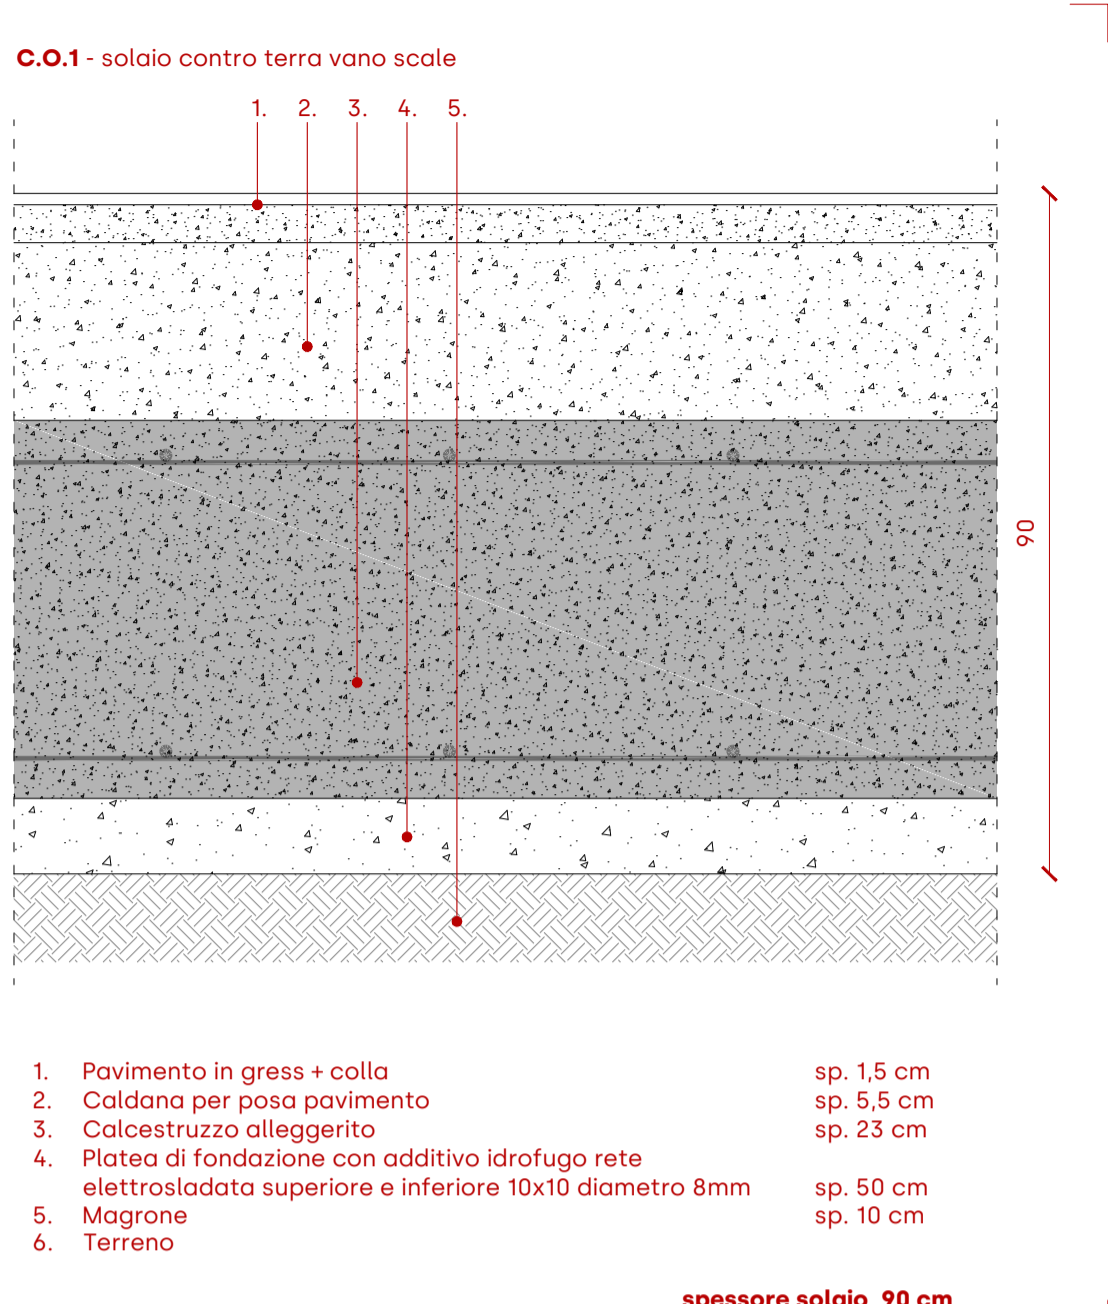 C.O.1 - solaio contro terra vano scale
1. 2. 3. 4. 5.
90
1. Pavimento in gress + colla sp. 1,5 cm
2. Caldana per posa pavimento sp. 5,5 cm
3. Calcestruzzo alleggerito sp. 23 cm
4. Platea di fondazione con additivo idrofugo rete
elettrosladata superiore e inferiore 10x10 diametro 8mm sp. 50 cm
5. Magrone sp. 10 cm
6. Terreno
spessore solaio 90 cm